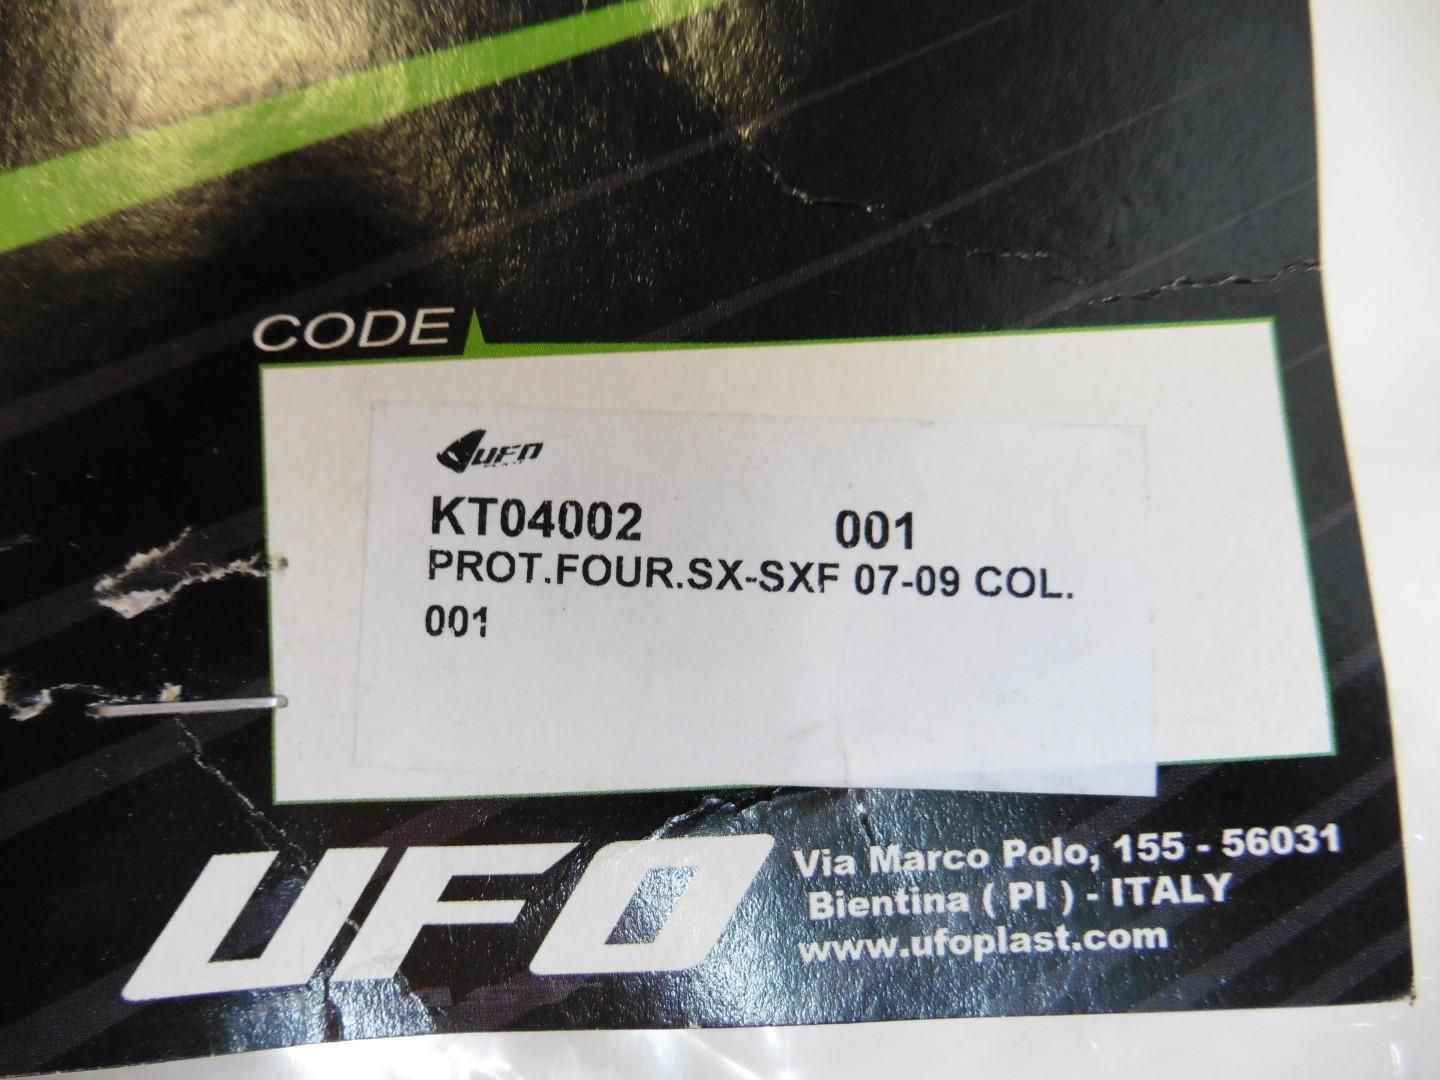 CODE
UFO
KT04002 001
PROT.FOUR.SX-SXF 07-09 COL.
001
UFO
Via Marco Polo, 155 - 56031
Bientina ( PI ) - ITALY
www.ufoplast.com